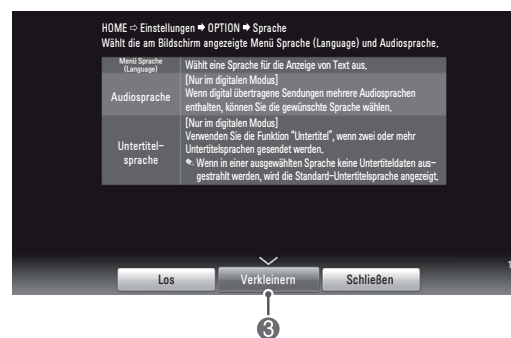 HOME ⇨ Einstellungen ➡ OPTION ➡ Sprache
Wählt die am Bildschirm angezeigte Menü Sprache (Language) und Audiosprache.
Menü Sprache
(Language)
Wählt eine Sprache für die Anzeige von Text aus.
Audiosprache
[Nur im digitalen Modus]
Wenn digital übertragene Sendungen mehrere Audiosprachen
enthalten, können Sie die gewünschte Sprache wählen.
Untertitel-
sprache
[Nur im digitalen Modus]
Verwenden Sie die Funktion "Untertitel", wenn zwei oder mehr
Untertitelsprachen gesendet werden.
✎ Wenn in einer ausgewählten Sprache keine Untertiteldaten aus-
gestrahlt werden, wird die Standard-Untertitelsprache angezeigt.
1
Los
Verkleinern
Schließen
3